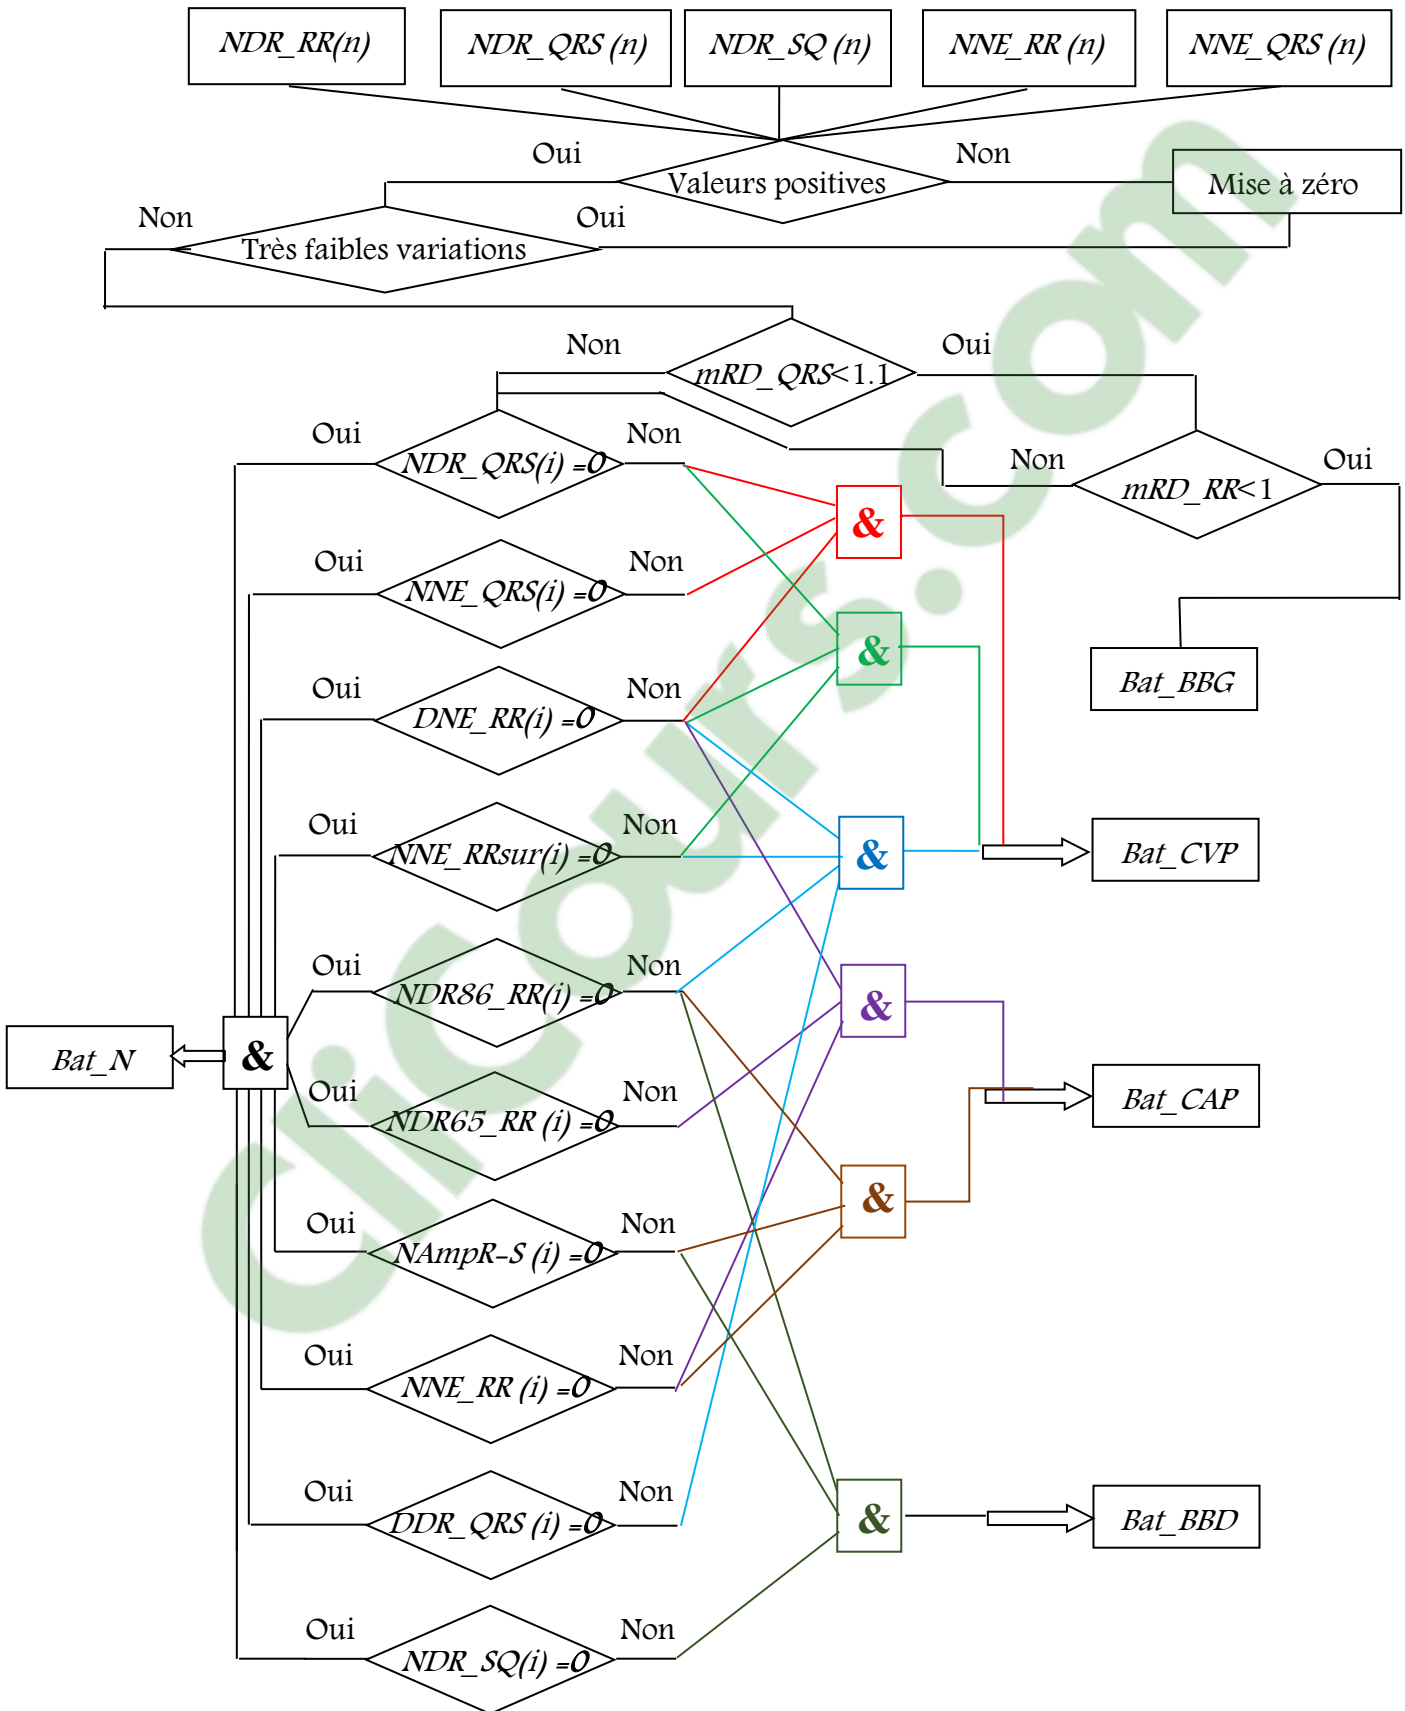 NDR_RR(n)
NDR_QRS (n)
NDR_SQ (n)
NNE_RR (n)
NNE_QRS (n)
Oui
Non
Valeurs positives
Mise à zéro
Non
Oui
Très faibles variations
Non
Oui
mRD_QRS<1.1
Oui
Non
NDR_QRS(i) =0
Non
Oui
mRD_RR<1
&
Oui
Non
NNE_QRS(i) =0
&
Bat_BBG
Oui
Non
DNE_RR(i) =0
Oui
Non
NNE_RRsur(i)=0
&
Bat_CVP
Oui
Non
NDR86_RR(i)=0
&
Bat_N
&
Oui
Non
NDR65_RR (i) =0
Bat_CAP
&
Oui
Non
NAmpR-S (i) =0
Oui
Non
NNE_RR (i) =0
Oui
Non
DDR_QRS (i) =0
&
Bat_BBD
Oui
Non
NDR_SQ(i) =0
Clicours.com